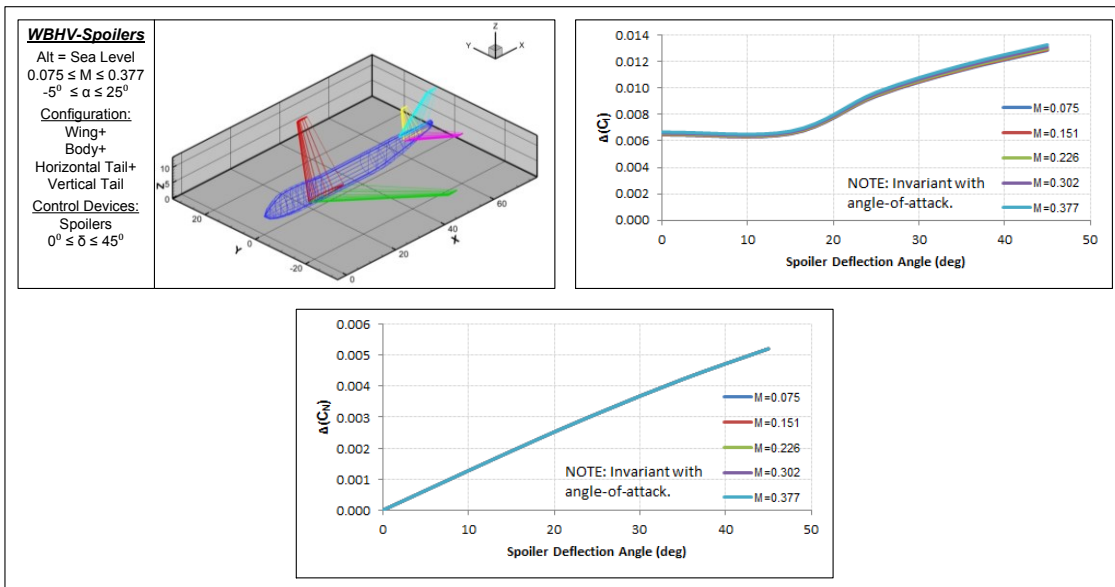 WBHV-Spoilers
Alt = Sea Level
0.075 ≤ M ≤ 0.377
-5⁰ ≤ α ≤ 25⁰
Configuration:
Wing+
Body+
Horizontal Tail+
Vertical Tail
Control Devices:
Spoilers
0⁰ ≤ δ ≤ 45⁰
Z
Y
X
10
5
0
Z
20
0
-20
Y
0
20
40
60
X
0.014
0.012
0.010
0.008
0.006
0.004
0.002
0.000
Δ(Cl)
M=0.075
M=0.151
M=0.226
M=0.302
M=0.377
NOTE: Invariant with
angle-of-attack.
0 10 20 30 40 50
Spoiler Deflection Angle (deg)
0.006
0.005
0.004
0.003
0.002
0.001
0.000
Δ(CN)
M=0.075
M=0.151
M=0.226
M=0.302
M=0.377
NOTE: Invariant with
angle-of-attack.
0 10 20 30 40 50
Spoiler Deflection Angle (deg)